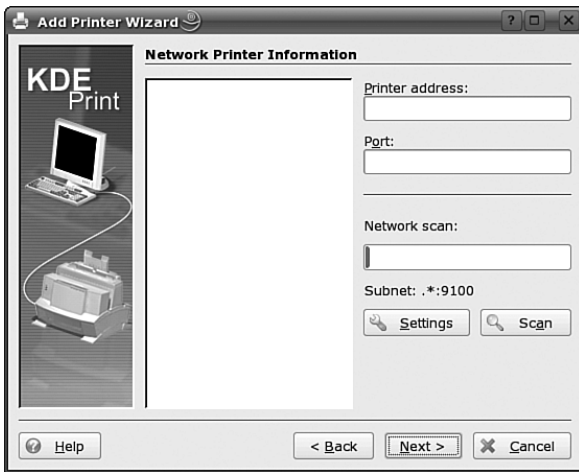 Add Printer Wizard
KDE
Print
Network Printer Information
Printer address:
Port:
Network scan:
Subnet: .*:9100
Settings
Scan
Help
< Back
Next >
Cancel